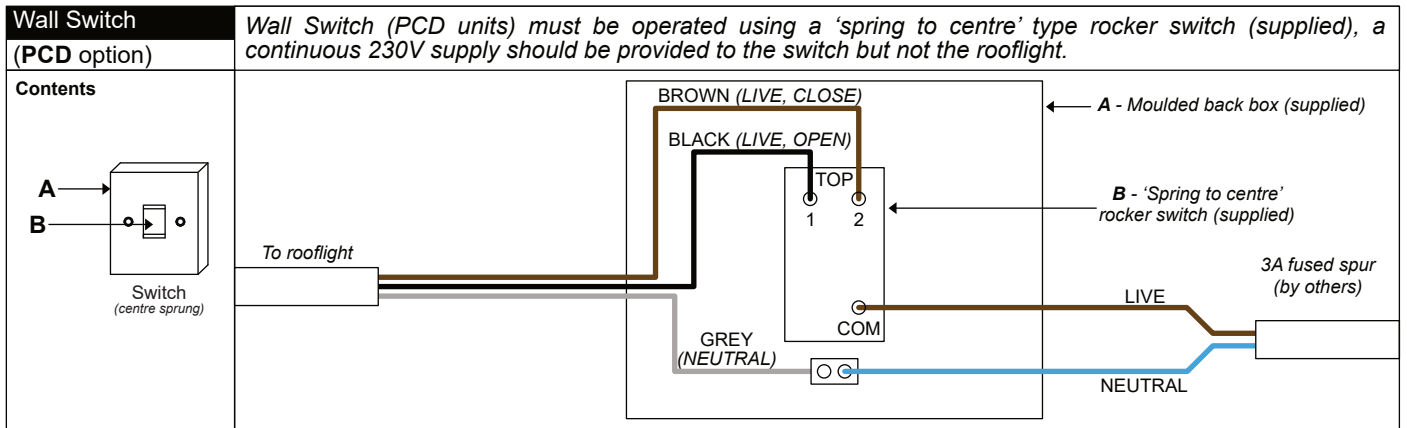 Wall Switch
(PCD option)
Wall Switch (PCD units) must be operated using a ‘spring to centre’ type rocker switch (supplied), a
continuous 230V supply should be provided to the switch but not the rooflight.
Contents
A
B
Switch
(centre sprung)
To rooflight
BROWN (LIVE, CLOSE)
BLACK (LIVE, OPEN)
TOP
1 2
COM
GREY
(NEUTRAL)
A - Moulded back box (supplied)
B - ‘Spring to centre’
rocker switch (supplied)
3A fused spur
(by others)
LIVE
NEUTRAL